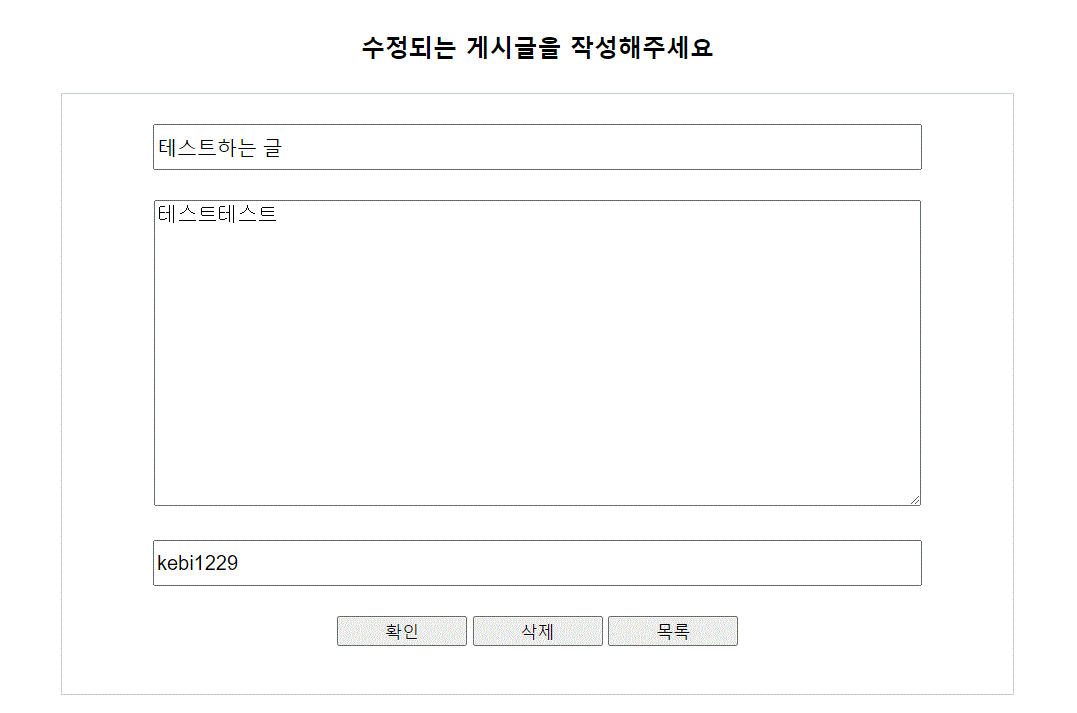 수정되는 게시글을 작성해주세요
테스트하는 글
테스트테스트
kebi1229
확인 삭제 목록